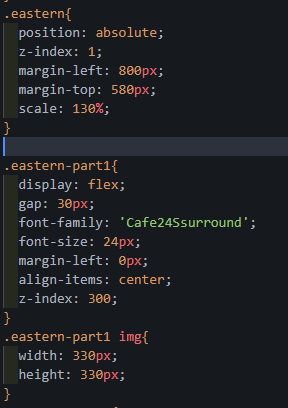 .eastern{
position: absolute;
z-index: 1;
margin-left: 800px;
margin-top: 580px;
scale: 130%;
}
.eastern-part1{
display: flex;
gap: 30px;
font-family: 'Cafe24Ssurround';
font-size: 24px;
margin-left: 0px;
align-items: center;
z-index: 300;
}
.eastern-part1 img{
width: 330px;
height: 330px;
}